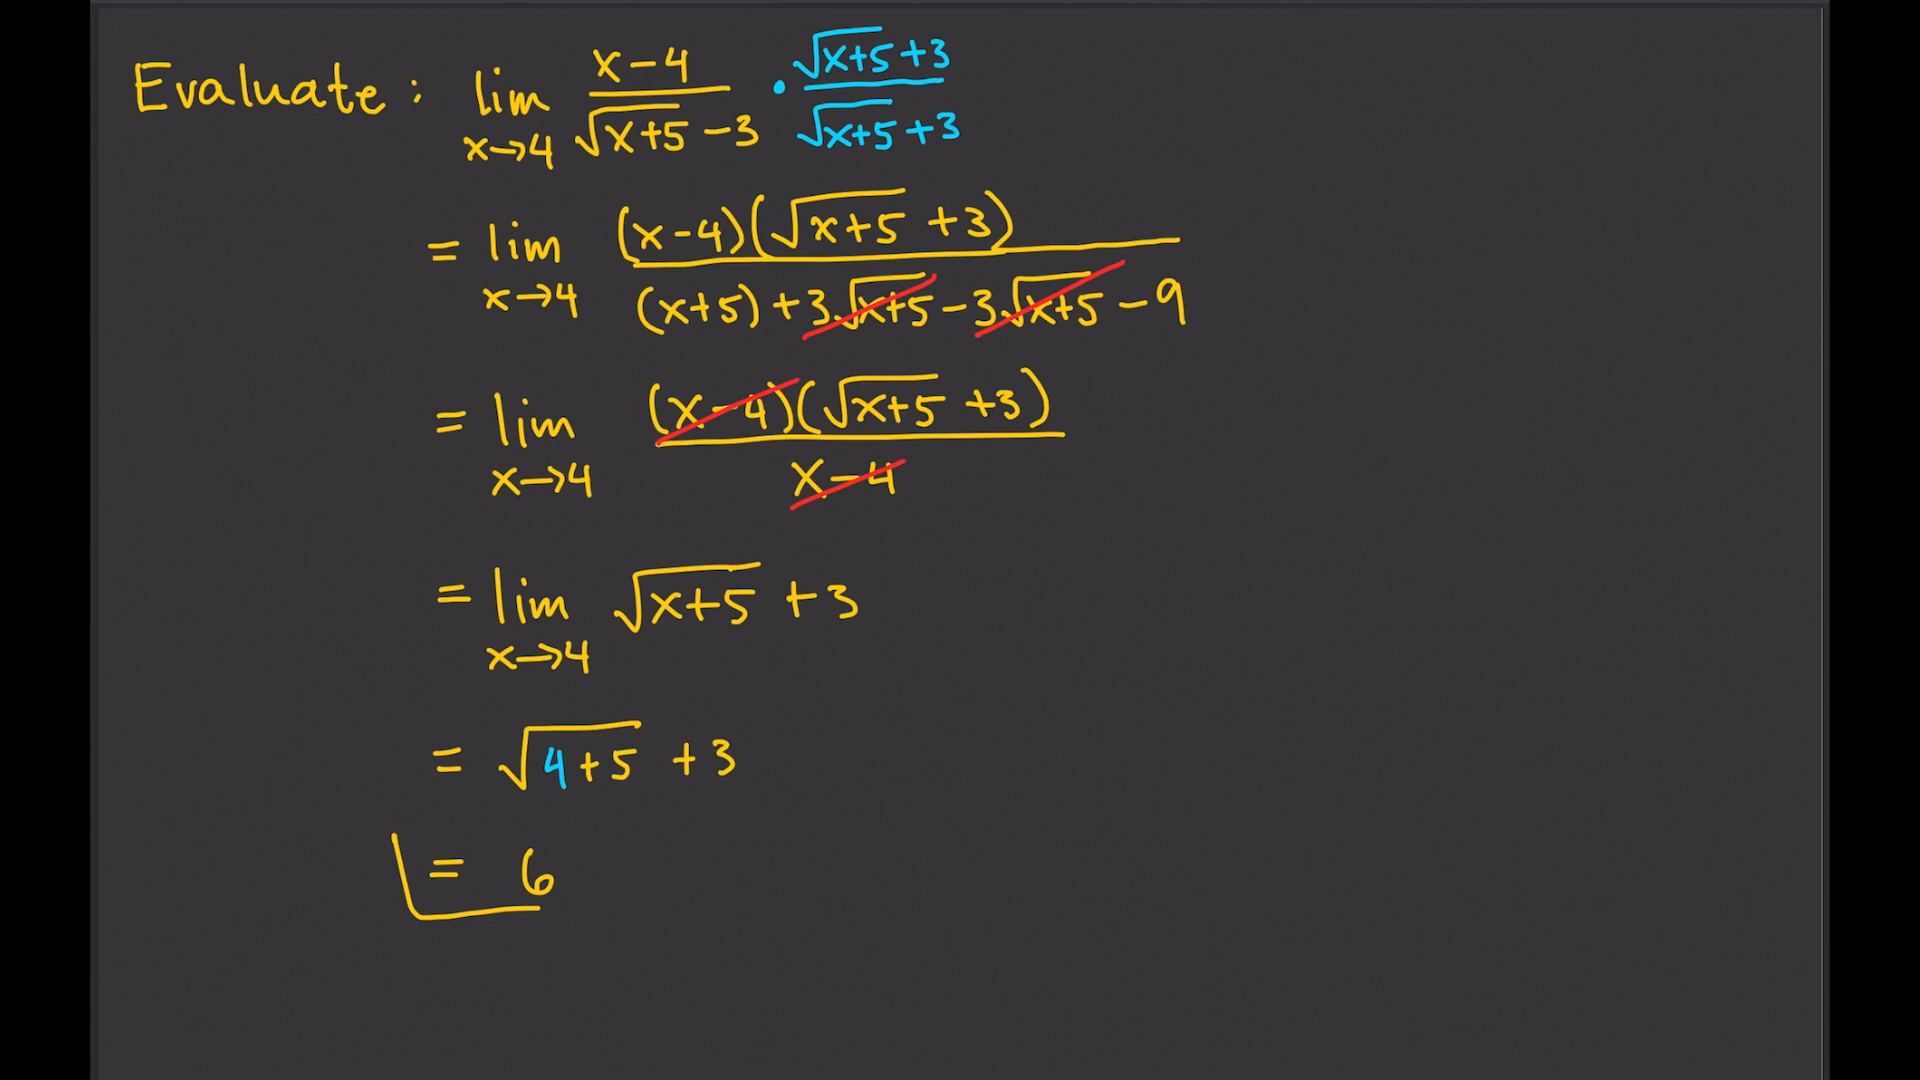 Evaluate: lim x→4 (x-4)/(√(x+5) -3) · (√(x+5) +3)/(√(x+5) +3)
= lim x→4 ((x-4)(√(x+5) +3))/((x+5) +3√(x+5) -3√(x+5) -9)
= lim x→4 ((x-4)(√(x+5) +3))/(x-4)
= lim x→4 √(x+5) +3
= √(4+5) +3
= 6